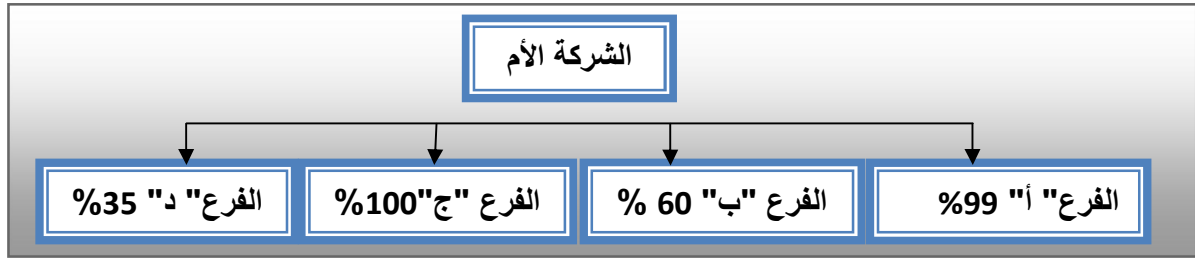 الشركة الأم
الفرع" أ" 99%
الفرع "ب" 60 %
الفرع "ج"100%
الفرع" د" 35%